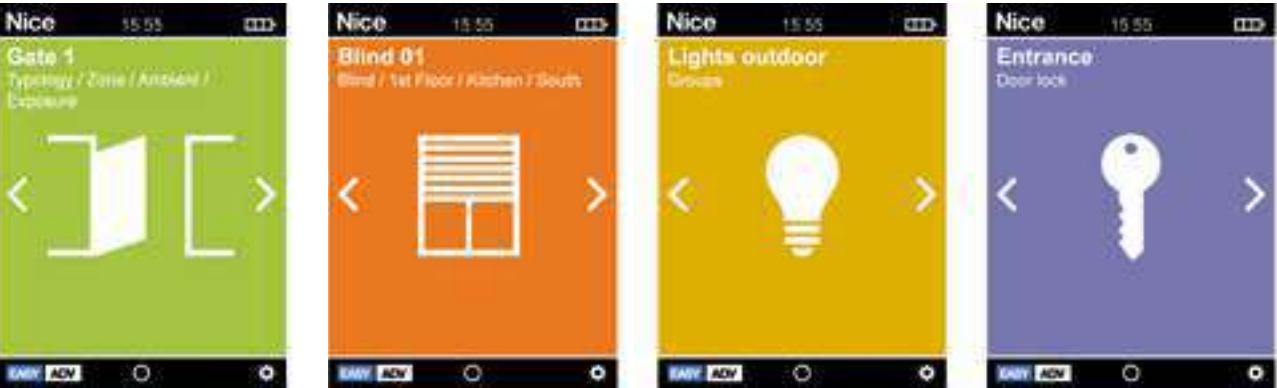 Nice 15:55
Gate 1
Typology / Zone / Ambient /
Exposure
EASY ADV
Nice 15:55
Blind 01
Blind / 1st Floor / Kitchen / South
EASY ADV
Nice 15:55
Lights outdoor
Groups
EASY ADV
Nice 15:55
Entrance
Door lock
EASY ADV